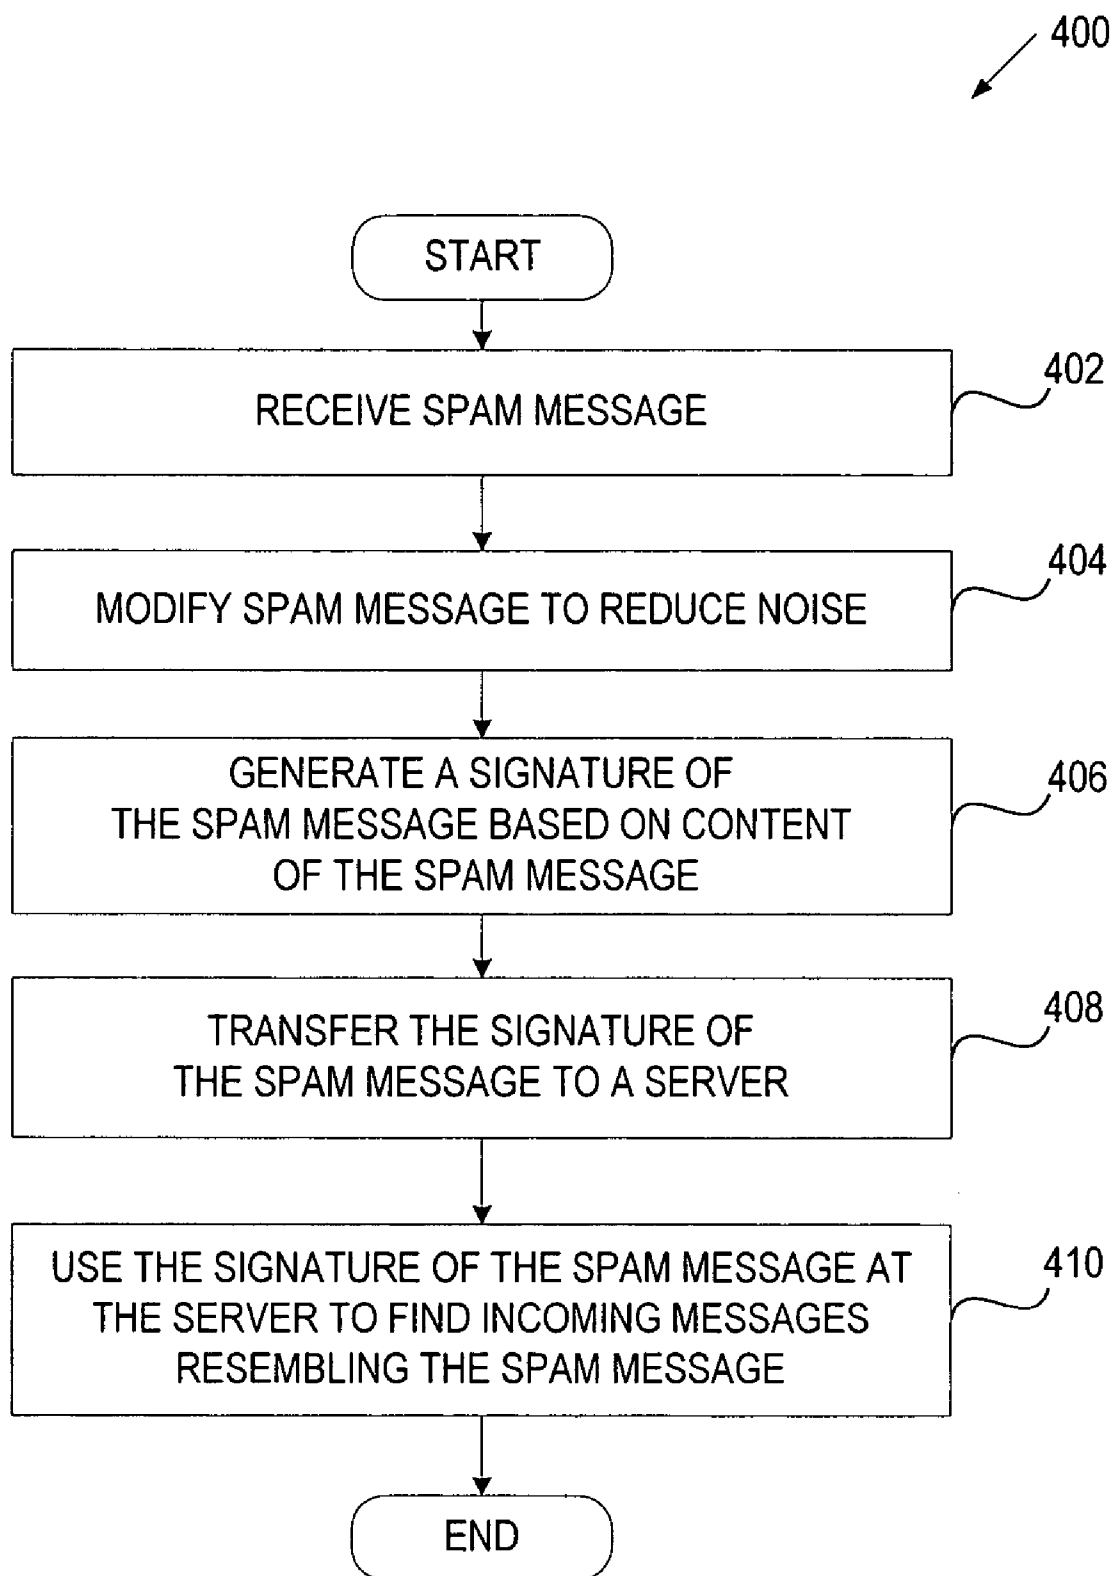 400
START
RECEIVE SPAM MESSAGE
402
MODIFY SPAM MESSAGE TO REDUCE NOISE
404
GENERATE A SIGNATURE OF
THE SPAM MESSAGE BASED ON CONTENT
OF THE SPAM MESSAGE
406
TRANSFER THE SIGNATURE OF
THE SPAM MESSAGE TO A SERVER
408
USE THE SIGNATURE OF THE SPAM MESSAGE AT
THE SERVER TO FIND INCOMING MESSAGES
RESEMBLING THE SPAM MESSAGE
410
END